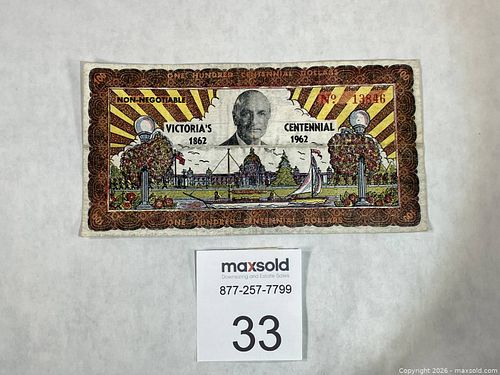 ONE HUNDRED CENTENNIAL DOLLARS
NON-NEGOTIABLE
No 13846
VICTORIA'S CENTENNIAL
1862 1962
ONE HUNDRED CENTENNIAL DOLLARS
maxsold
Downsizing and Estate Sales
877-257-7799
33
Copyright 2026 - maxsold.com